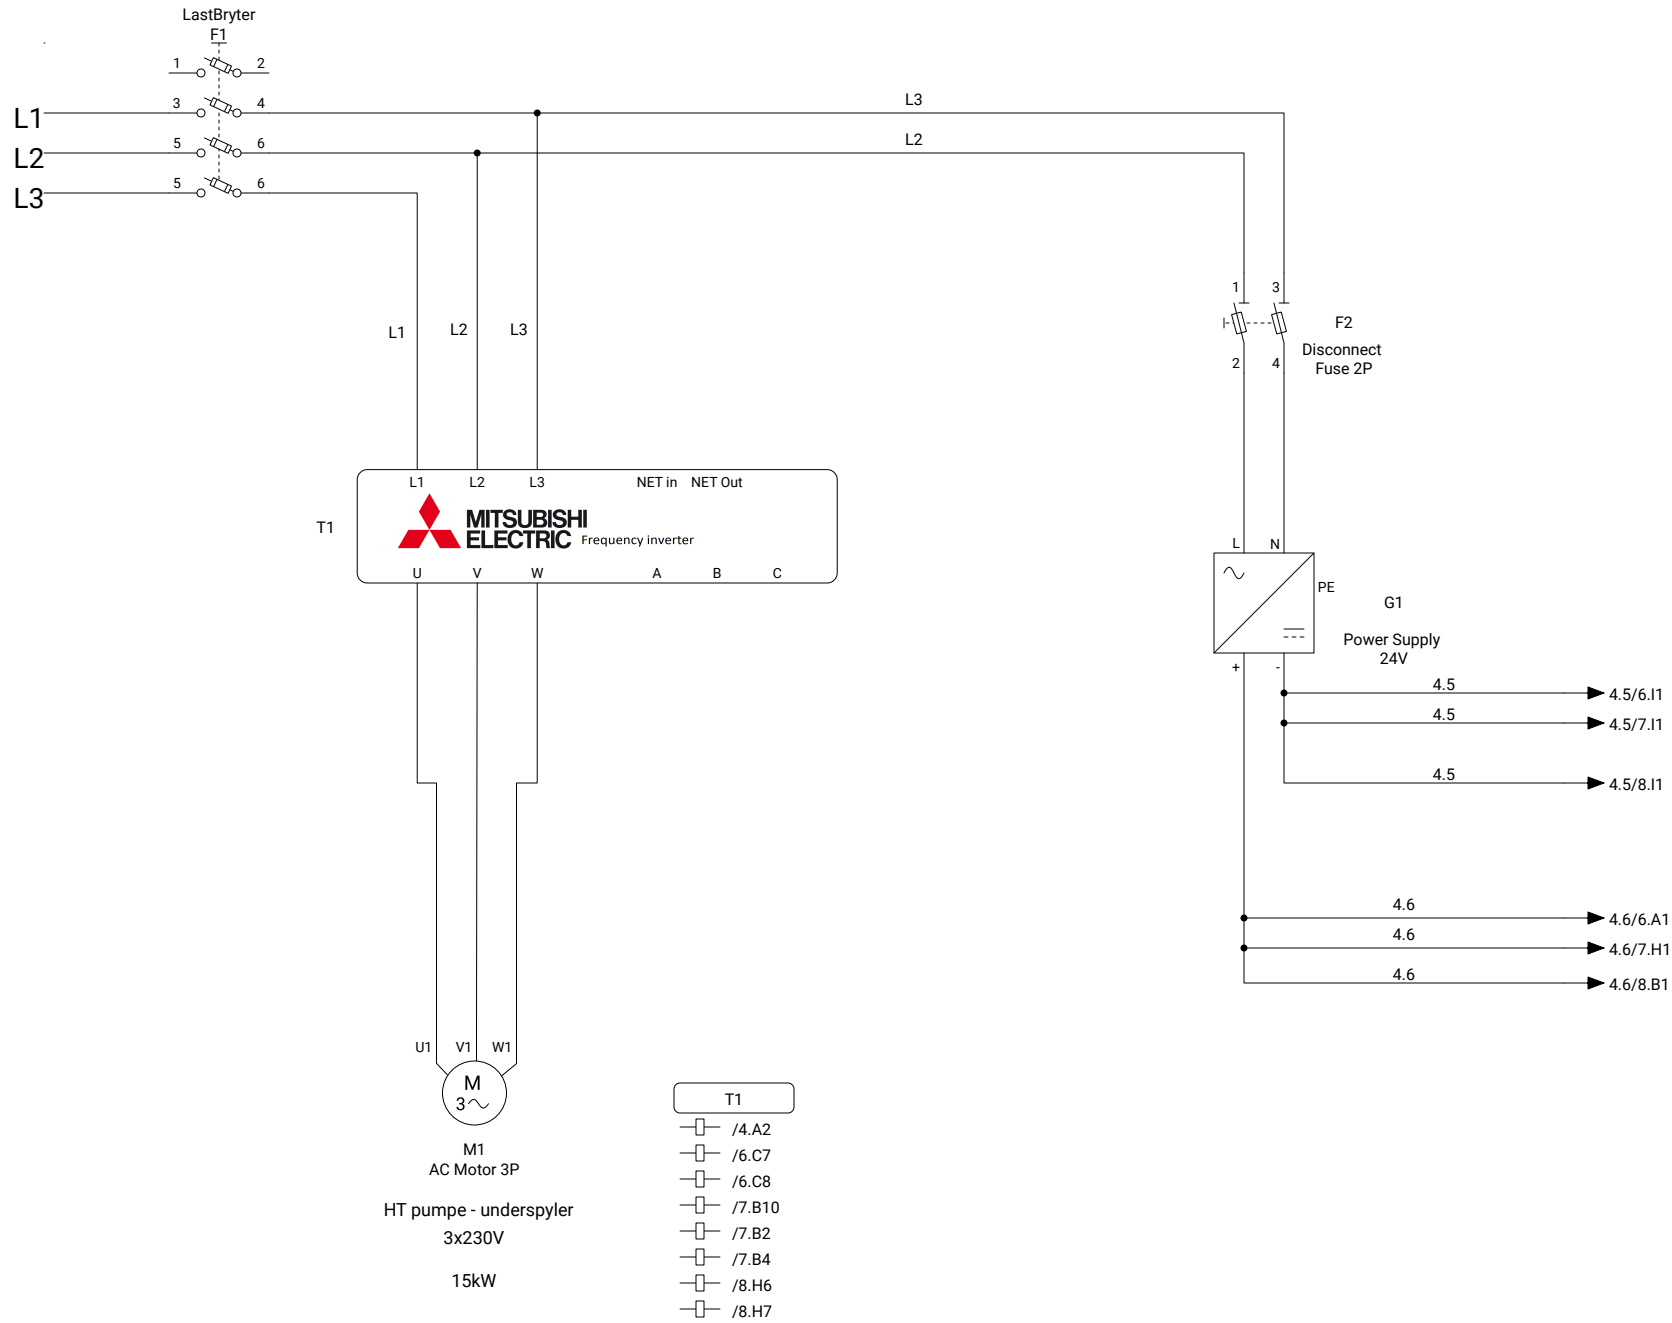 LastBryter
F1
1 2
L1 3 4 L3
L2 5 6 L2
L3 5 6
L1 L2 L3
1 3
F2
Disconnect
Fuse 2P
2 4
T1
L1 L2 L3 NET in NET Out
MITSUBISHI
ELECTRIC Frequency inverter
U V W A B C
L N
PE
G1
Power Supply
24V
+ -
4.5 4.5/6.I1
4.5 4.5/7.I1
4.5 4.5/8.I1
4.6 4.6/6.A1
4.6 4.6/7.H1
4.6 4.6/8.B1
U1 V1 W1
M
3
M1
AC Motor 3P
HT pumpe - underspyler
3x230V
15kW
T1
/4.A2
/6.C7
/6.C8
/7.B10
/7.B2
/7.B4
/8.H6
/8.H7